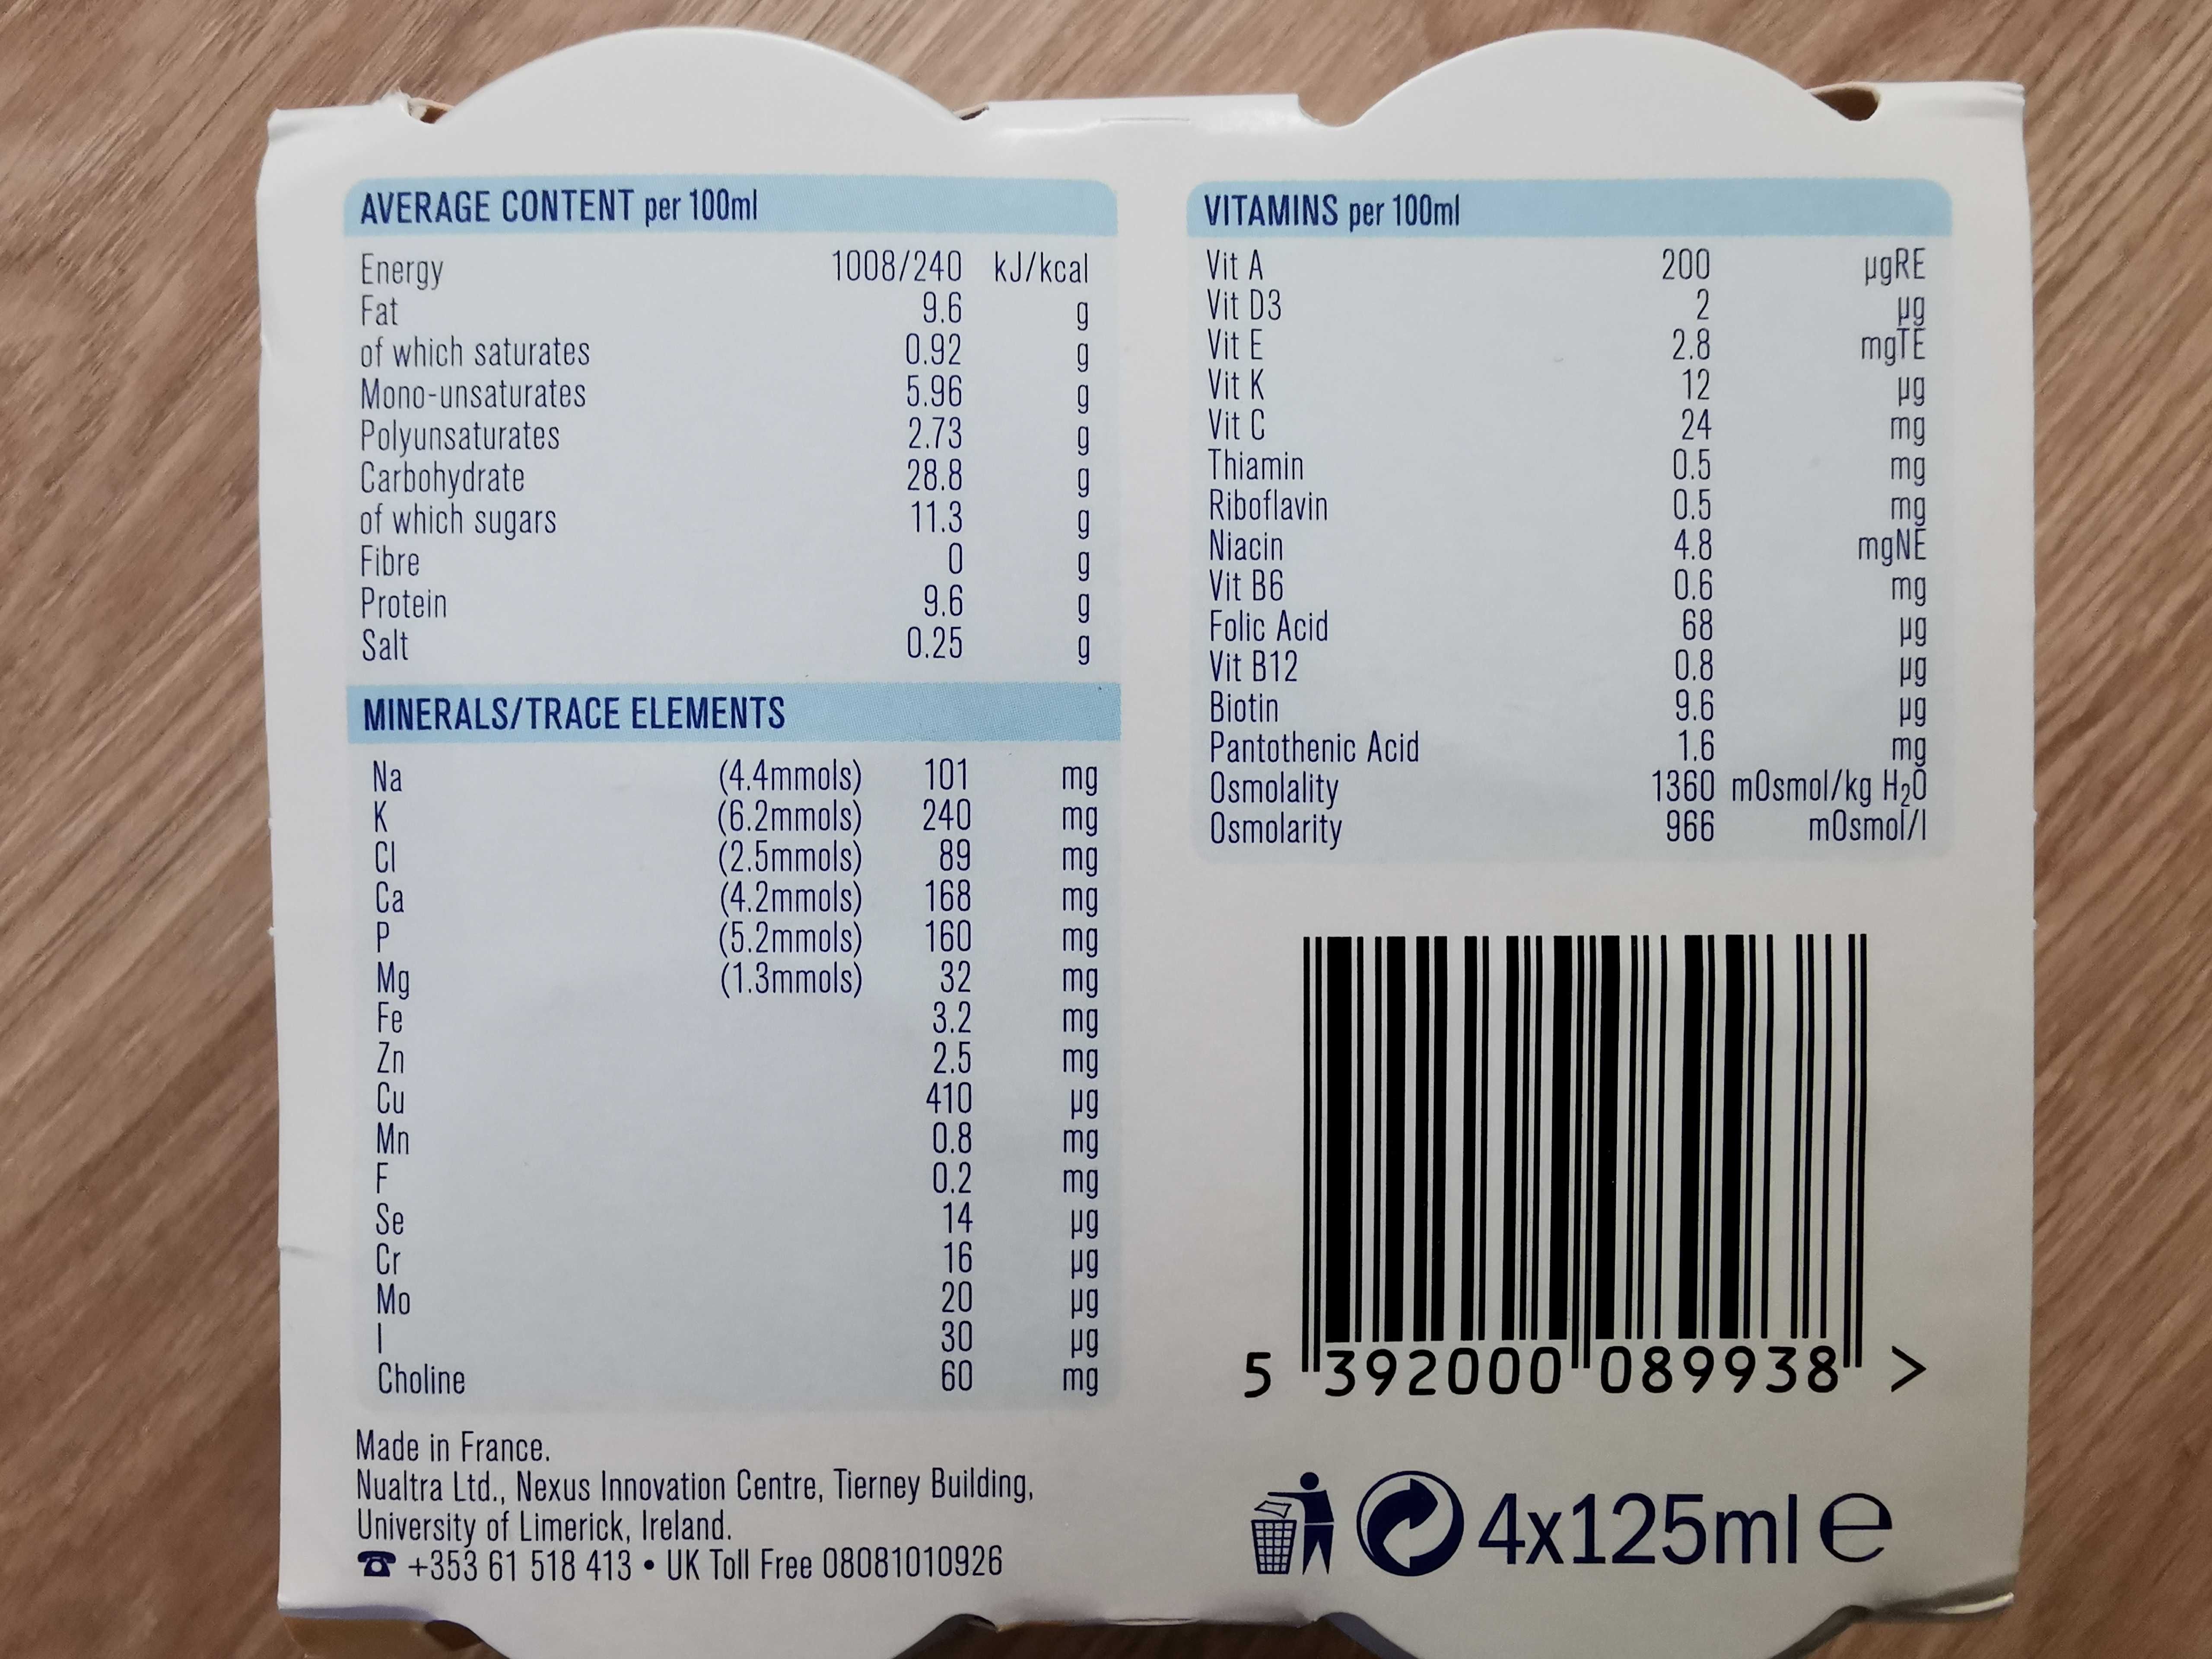 AVERAGE CONTENT per 100ml
Energy 1008/240 kJ/kcal
Fat 9.6 g
of which saturates 0.92 g
Mono-unsaturates 5.96 g
Polyunsaturates 2.73 g
Carbohydrate 28.8 g
of which sugars 11.3 g
Fibre 0 g
Protein 9.6 g
Salt 0.25 g
MINERALS/TRACE ELEMENTS
Na (4.4mmols) 101 mg
K (6.2mmols) 240 mg
Cl (2.5mmols) 89 mg
Ca (4.2mmols) 168 mg
P (5.2mmols) 160 mg
Mg (1.3mmols) 32 mg
Fe 3.2 mg
Zn 2.5 mg
Cu 410 µg
Mn 0.8 mg
F 0.2 mg
Se 14 µg
Cr 16 µg
Mo 20 µg
I 30 µg
Choline 60 mg
Made in France.
Nualtra Ltd., Nexus Innovation Centre, Tierney Building,
University of Limerick, Ireland.
☎ +353 61 518 413 • UK Toll Free 08081010926
VITAMINS per 100ml
Vit A 200 µgRE
Vit D3 2 µg
Vit E 2.8 mgTE
Vit K 12 µg
Vit C 24 mg
Thiamin 0.5 mg
Riboflavin 0.5 mg
Niacin 4.8 mgNE
Vit B6 0.6 mg
Folic Acid 68 µg
Vit B12 0.8 µg
Biotin 9.6 µg
Pantothenic Acid 1.6 mg
Osmolality 1360 mOsmol/kg H₂O
Osmolarity 966 mOsmol/l
5 392000 089938 >
4x125ml e